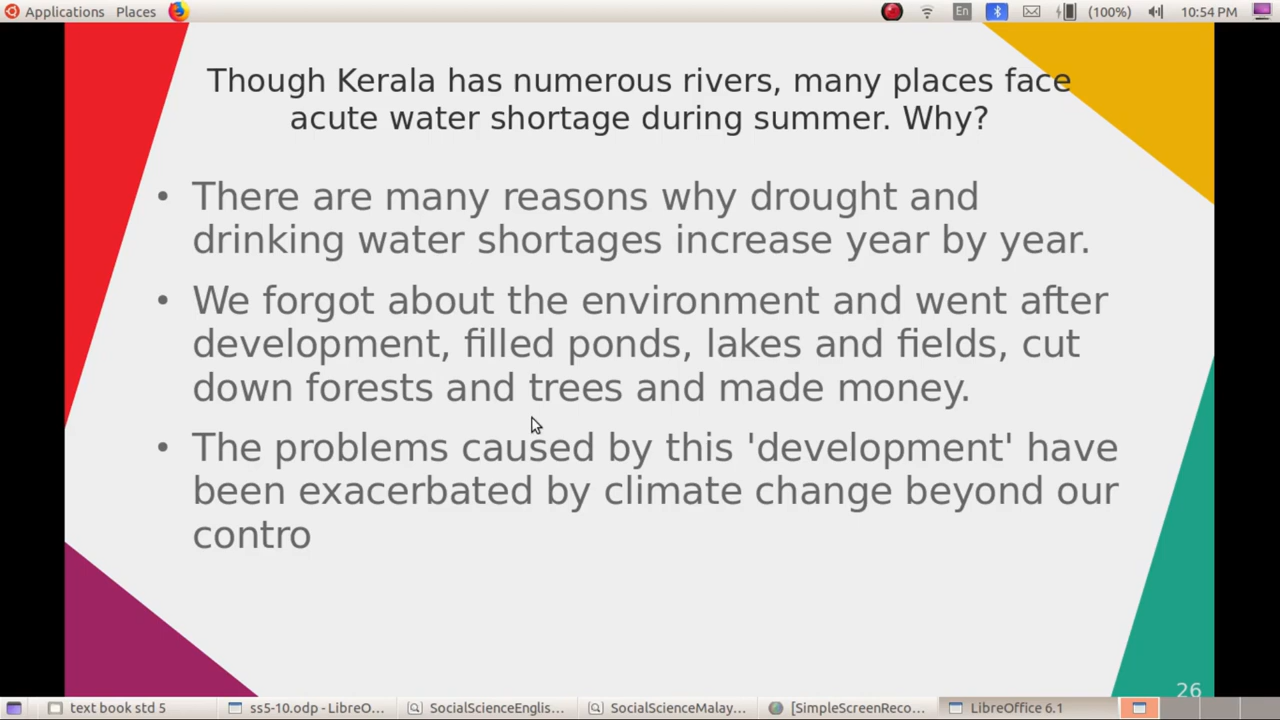 Applications Places En (100%) 10:54 PM
Though Kerala has numerous rivers, many places face
acute water shortage during summer. Why?
• There are many reasons why drought and
drinking water shortages increase year by year.
• We forgot about the environment and went after
development, filled ponds, lakes and fields, cut
down forests and trees and made money.
• The problems caused by this 'development' have
been exacerbated by climate change beyond our
contro
26
text book std 5 ss5-10.odp - LibreO... SocialScienceEnglis... SocialScienceMalay... [SimpleScreenReco... LibreOffice 6.1